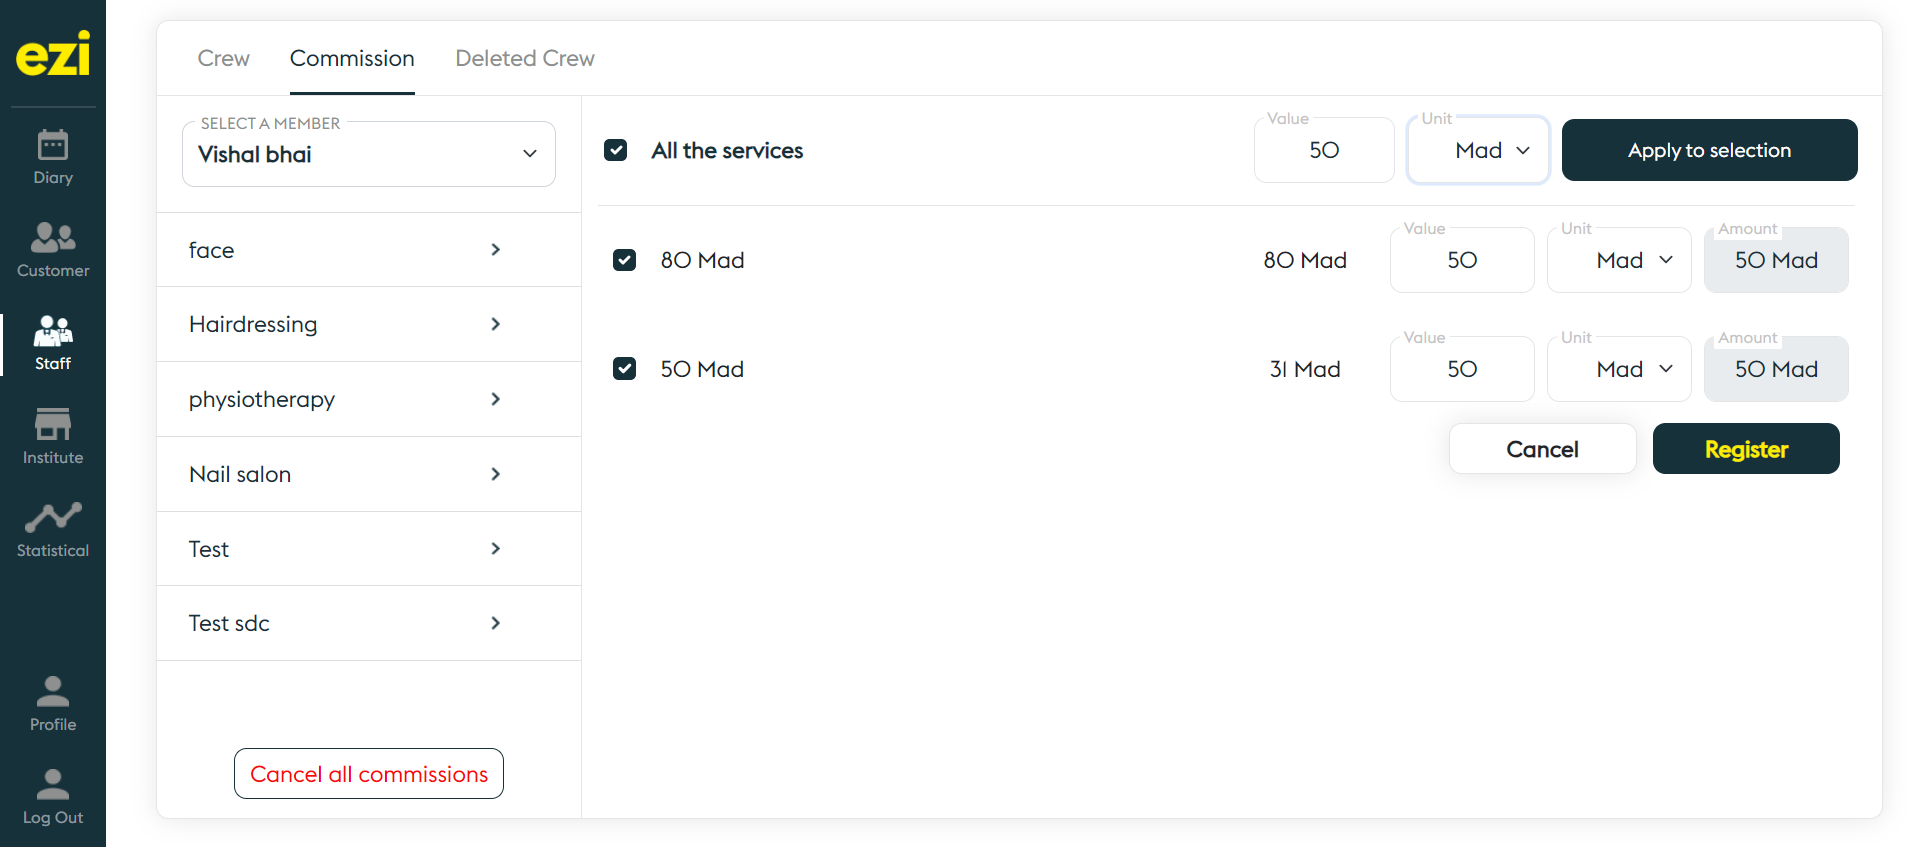 ezi
Diary
Customer
Staff
Institute
Statistical
Profile
Log Out
Crew Commission Deleted Crew
SELECT A MEMBER
Vishal bhai
face
Hairdressing
physiotherapy
Nail salon
Test
Test sdc
Cancel all commissions
Value Unit
All the services 50 Mad Apply to selection
Value Unit Amount
80 Mad 80 Mad 50 Mad 50 Mad
Value Unit Amount
50 Mad 31 Mad 50 Mad 50 Mad
Cancel Register